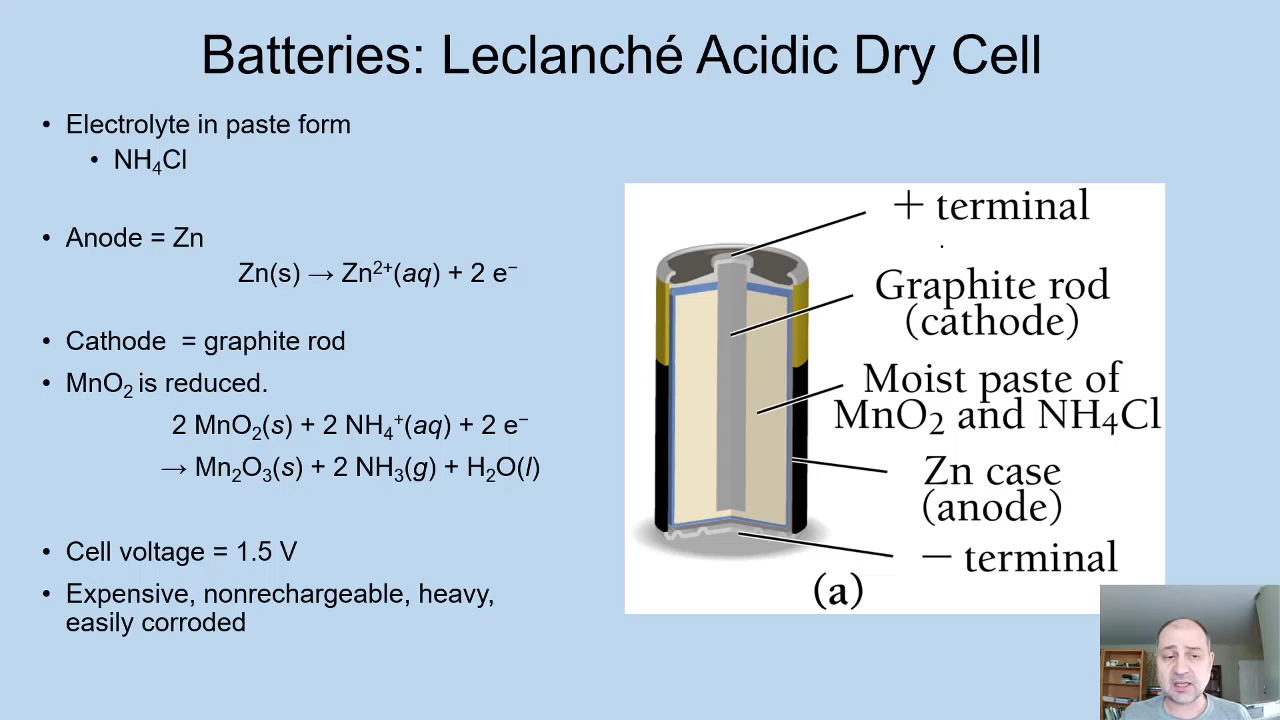 Batteries: Leclanché Acidic Dry Cell
• Electrolyte in paste form
• NH₄Cl
• Anode = Zn
Zn(s) → Zn²⁺(aq) + 2 e⁻
• Cathode = graphite rod
• MnO₂ is reduced.
2 MnO₂(s) + 2 NH₄⁺(aq) + 2 e⁻
→ Mn₂O₃(s) + 2 NH₃(g) + H₂O(l)
• Cell voltage = 1.5 V
• Expensive, nonrechargeable, heavy,
easily corroded
+ terminal
Graphite rod
(cathode)
Moist paste of
MnO₂ and NH₄Cl
Zn case
(anode)
− terminal
(a)